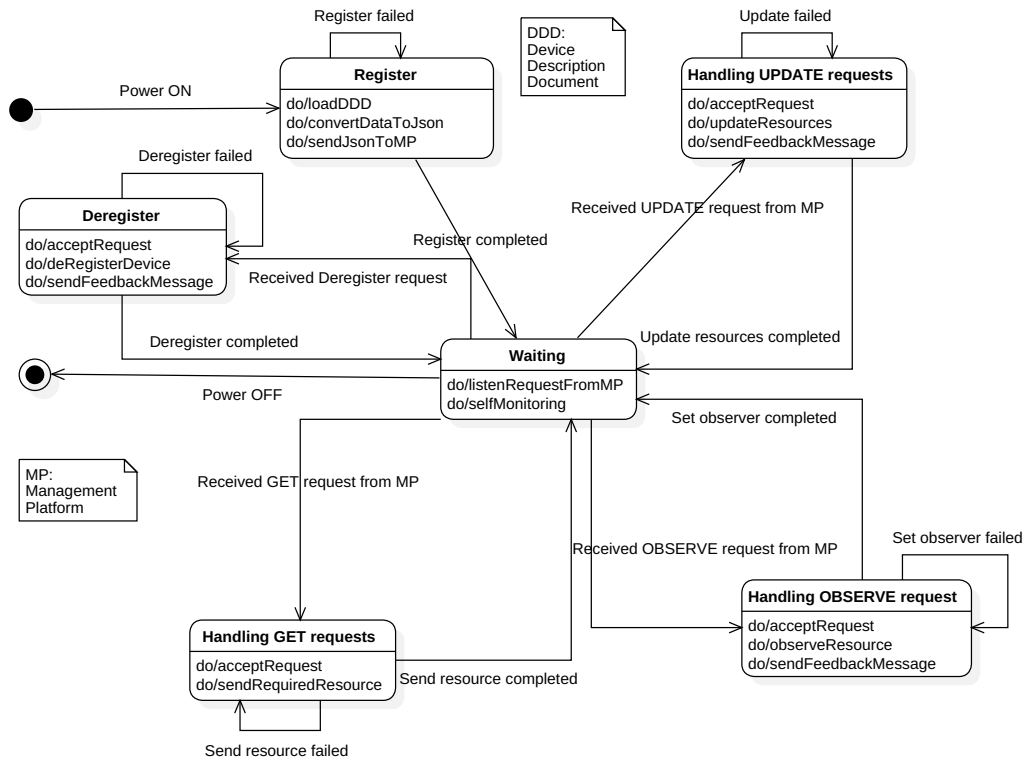 Register failed
Update failed
DDD:
Device
Description
Document
Power ON
Register
do/loadDDD
do/convertDataToJson
do/sendJsonToMP
Handling UPDATE requests
do/acceptRequest
do/updateResources
do/sendFeedbackMessage
Deregister failed
Deregister
do/acceptRequest
do/deRegisterDevice
do/sendFeedbackMessage
Received UPDATE request from MP
Register completed
Received Deregister request
Deregister completed
Update resources completed
Waiting
do/listenRequestFromMP
do/selfMonitoring
Power OFF
Set observer completed
MP:
Management
Platform
Received GET request from MP
Received OBSERVE request from MP
Set observer failed
Handling OBSERVE request
do/acceptRequest
do/observeResource
do/sendFeedbackMessage
Handling GET requests
do/acceptRequest
do/sendRequiredResource
Send resource completed
Send resource failed